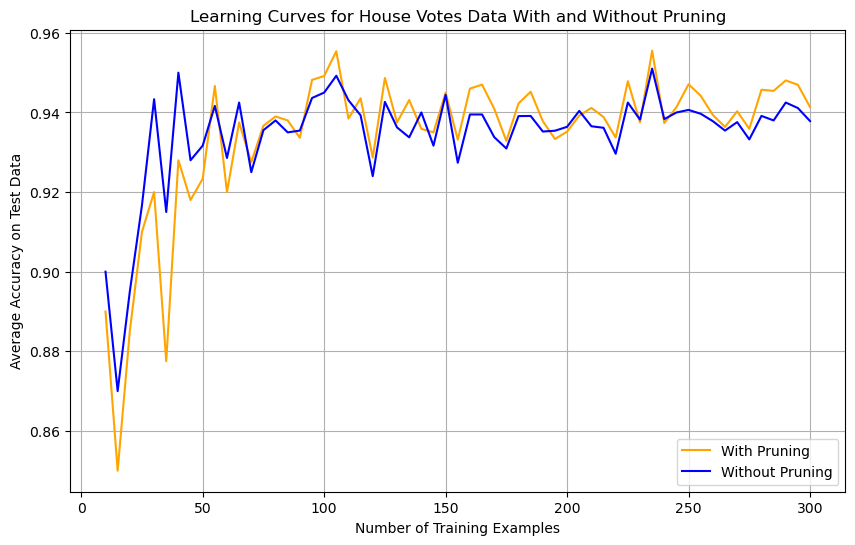 Learning Curves for House Votes Data With and Without Pruning
0.96
0.94
0.92
0.90
0.88
0.86
Average Accuracy on Test Data
0
50
100
150
200
250
300
Number of Training Examples
With Pruning
Without Pruning